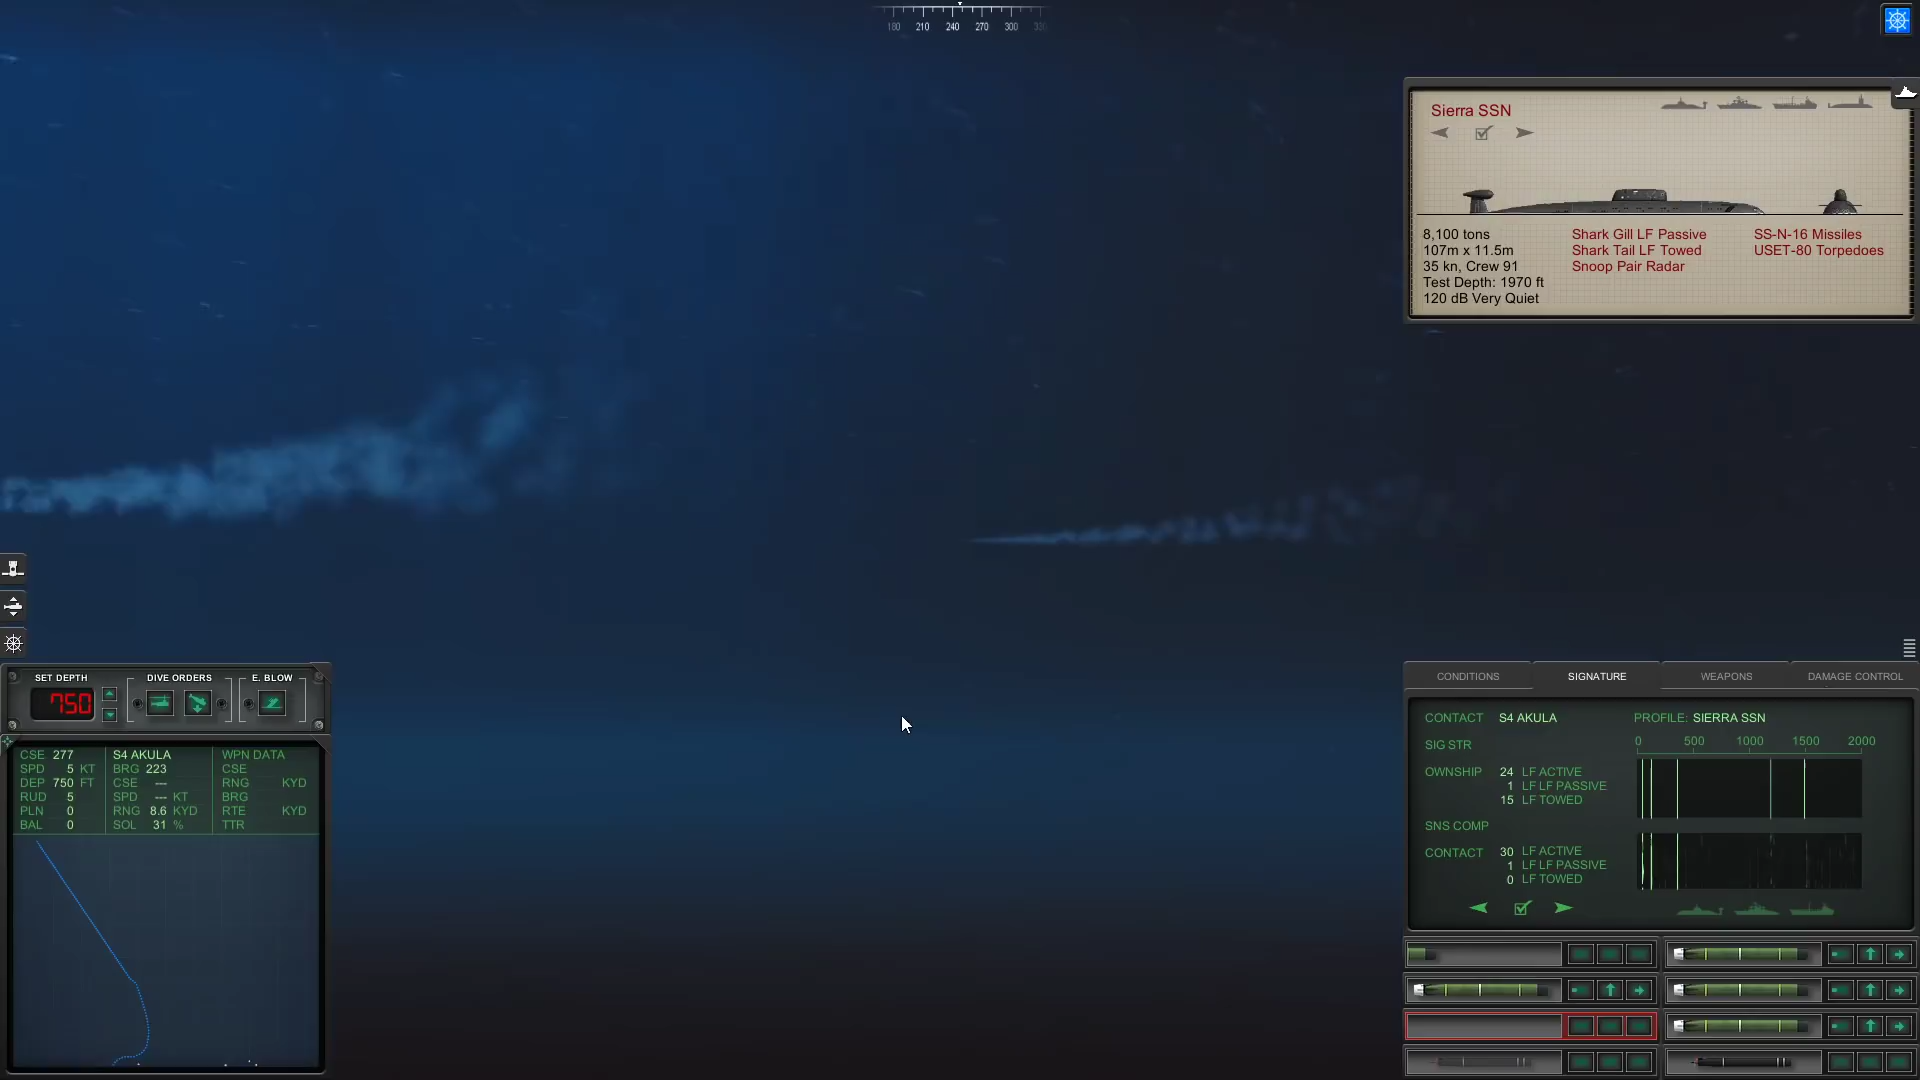 180 210 240 270 300 330
Sierra SSN
8,100 tons
107m x 11.5m
35 kn, Crew 91
Test Depth: 1970 ft
120 dB Very Quiet
Shark Gill LF Passive
Shark Tail LF Towed
Snoop Pair Radar
SS-N-16 Missiles
USET-80 Torpedoes
SET DEPTH
750
DIVE ORDERS
E. BLOW
CSE 277
SPD 5 KT
DEP 750 FT
RUD 5
PLN 0
BAL 0
S4 AKULA
BRG 223
CSE ---
SPD --- KT
RNG 8.6 KYD
SOL 31 %
WPN DATA
CSE
RNG KYD
BRG
RTE KYD
TTR
CONDITIONS
SIGNATURE
WEAPONS
DAMAGE CONTROL
CONTACT S4 AKULA
PROFILE: SIERRA SSN
SIG STR
0 500 1000 1500 2000
OWNSHIP 24 LF ACTIVE
1 LF LF PASSIVE
15 LF TOWED
SNS COMP
CONTACT 30 LF ACTIVE
1 LF LF PASSIVE
0 LF TOWED